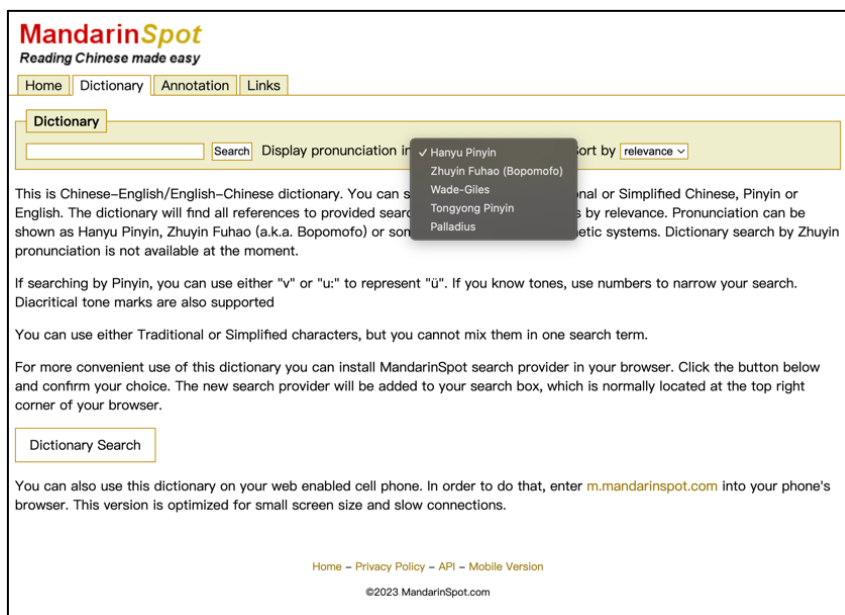 MandarinSpot
Reading Chinese made easy
Home Dictionary Annotation Links
Dictionary
Search Display pronunciation in ✓ Hanyu Pinyin ort by relevance
Zhuyin Fuhao (Bopomofo)
Wade-Giles
Tongyong Pinyin
Palladius
This is Chinese–English/English–Chinese dictionary. You can s onal or Simplified Chinese, Pinyin or
English. The dictionary will find all references to provided sear s by relevance. Pronunciation can be
shown as Hanyu Pinyin, Zhuyin Fuhao (a.k.a. Bopomofo) or som etic systems. Dictionary search by Zhuyin
pronunciation is not available at the moment.
If searching by Pinyin, you can use either "v" or "u:" to represent "ü". If you know tones, use numbers to narrow your search.
Diacritical tone marks are also supported
You can use either Traditional or Simplified characters, but you cannot mix them in one search term.
For more convenient use of this dictionary you can install MandarinSpot search provider in your browser. Click the button below
and confirm your choice. The new search provider will be added to your search box, which is normally located at the top right
corner of your browser.
Dictionary Search
You can also use this dictionary on your web enabled cell phone. In order to do that, enter m.mandarinspot.com into your phone's
browser. This version is optimized for small screen size and slow connections.
Home – Privacy Policy – API – Mobile Version
©2023 MandarinSpot.com